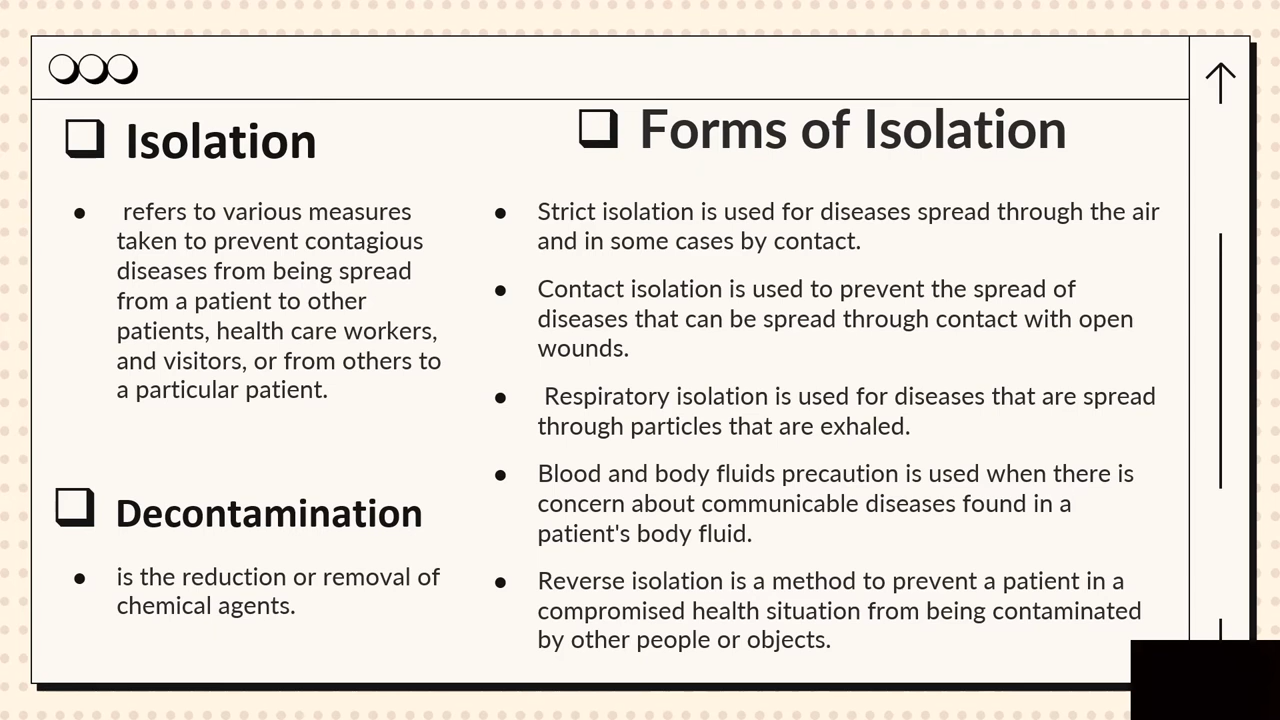 Isolation
refers to various measures
taken to prevent contagious
diseases from being spread
from a patient to other
patients, health care workers,
and visitors, or from others to
a particular patient.
Decontamination
is the reduction or removal of
chemical agents.
Forms of Isolation
Strict isolation is used for diseases spread through the air
and in some cases by contact.
Contact isolation is used to prevent the spread of
diseases that can be spread through contact with open
wounds.
Respiratory isolation is used for diseases that are spread
through particles that are exhaled.
Blood and body fluids precaution is used when there is
concern about communicable diseases found in a
patient's body fluid.
Reverse isolation is a method to prevent a patient in a
compromised health situation from being contaminated
by other people or objects.